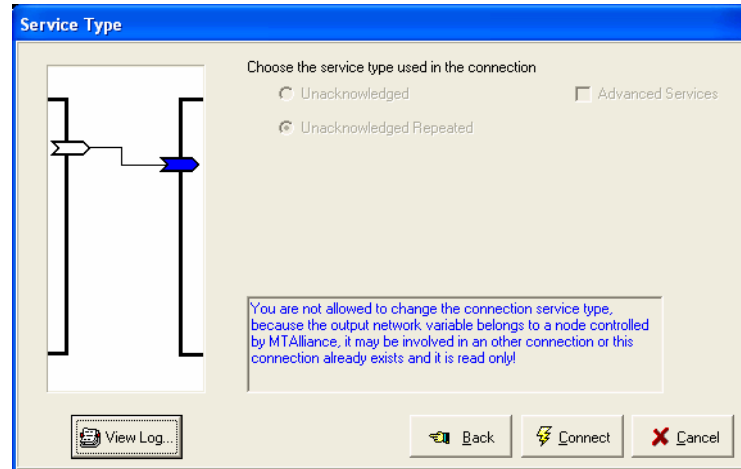 Service Type
Choose the service type used in the connection
Unacknowledged
Advanced Services
Unacknowledged Repeated
You are not allowed to change the connection service type,
because the output network variable belongs to a node controlled
by MTAlliance, it may be involved in an other connection or this
connection already exists and it is read only!
View Log...
Back
Connect
Cancel